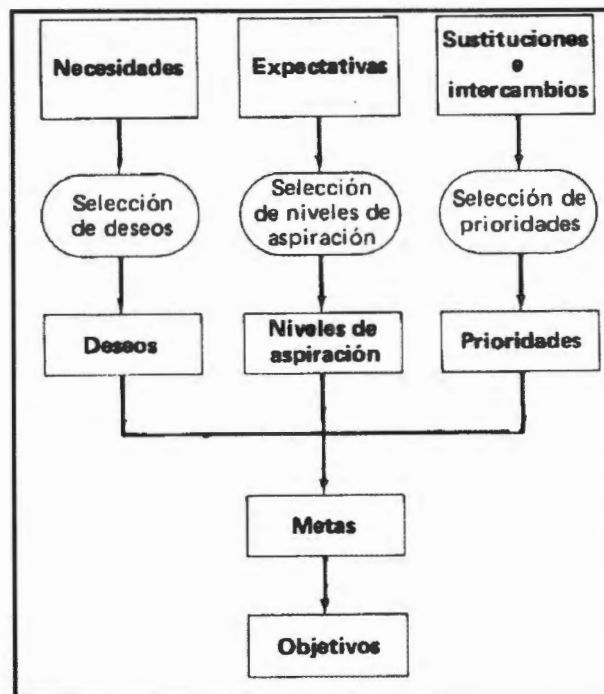 Necesidades
Expectativas
Sustituciones
e
intercambios
Selección
de deseos
Selección
de niveles de
aspiración
Selección de
prioridades
Deseos
Niveles de
aspiración
Prioridades
Metas
Objetivos